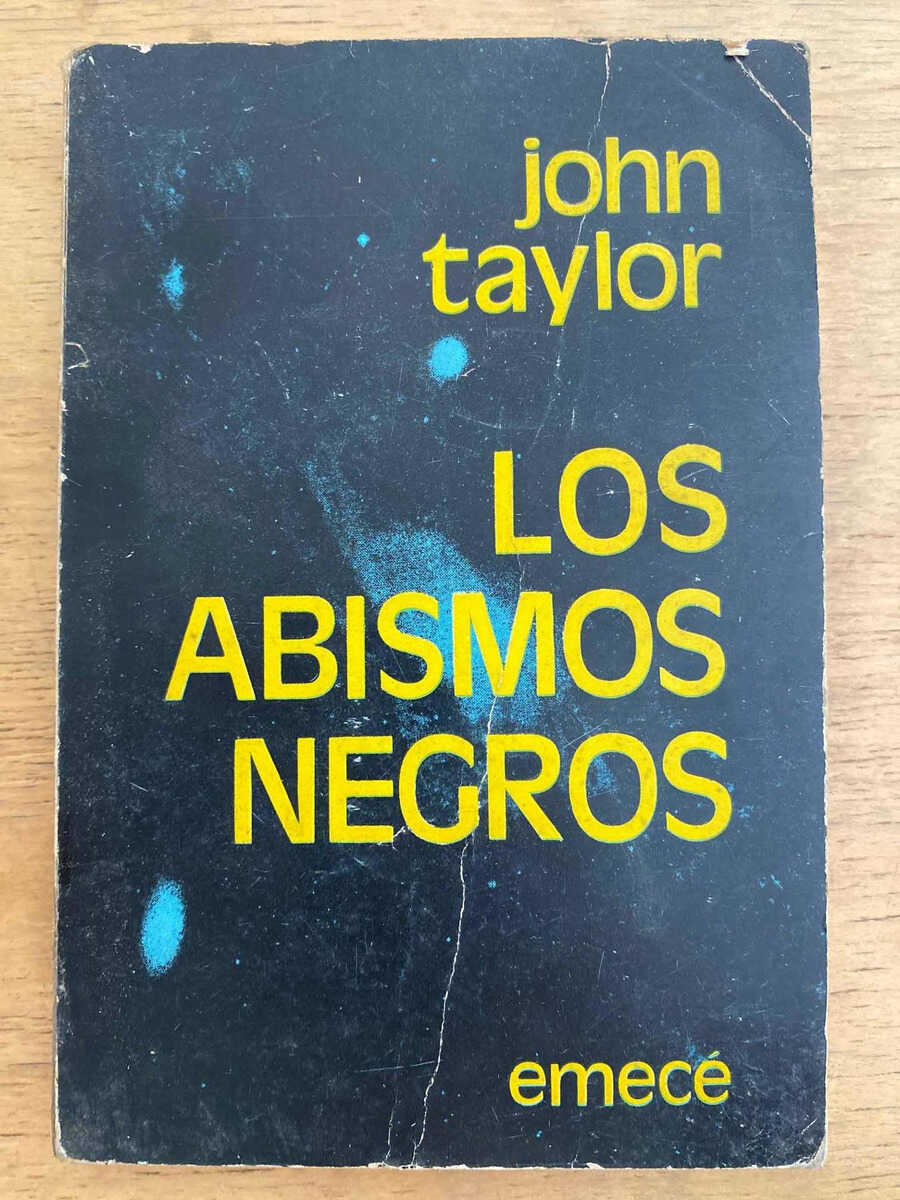 john
taylor
LOS
ABISMOS
NEGROS
emecé